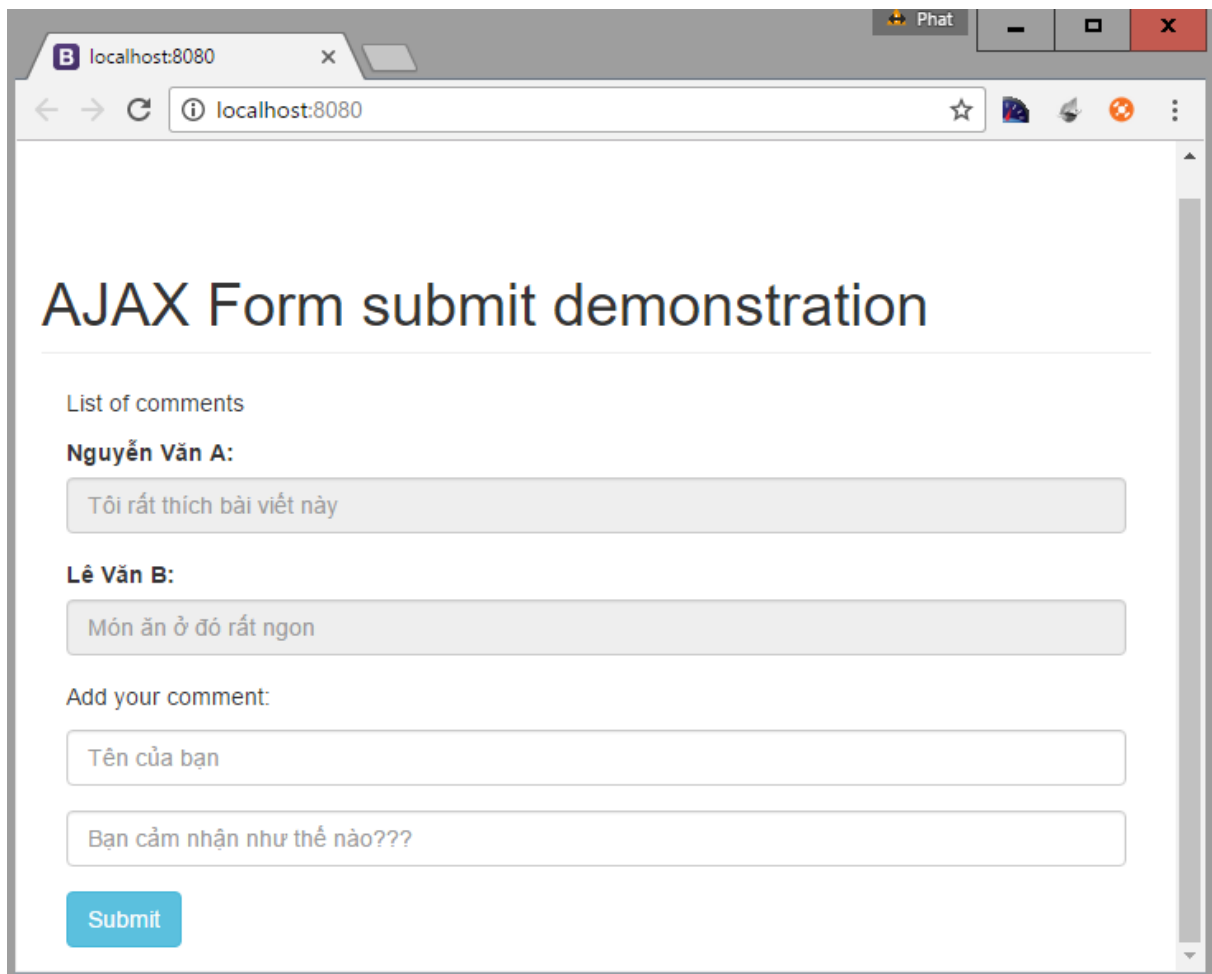 Phat
B localhost:8080
localhost:8080
AJAX Form submit demonstration
List of comments
Nguyễn Văn A:
Tôi rất thích bài viết này
Lê Văn B:
Món ăn ở đó rất ngon
Add your comment:
Tên của bạn
Bạn cảm nhận như thế nào???
Submit